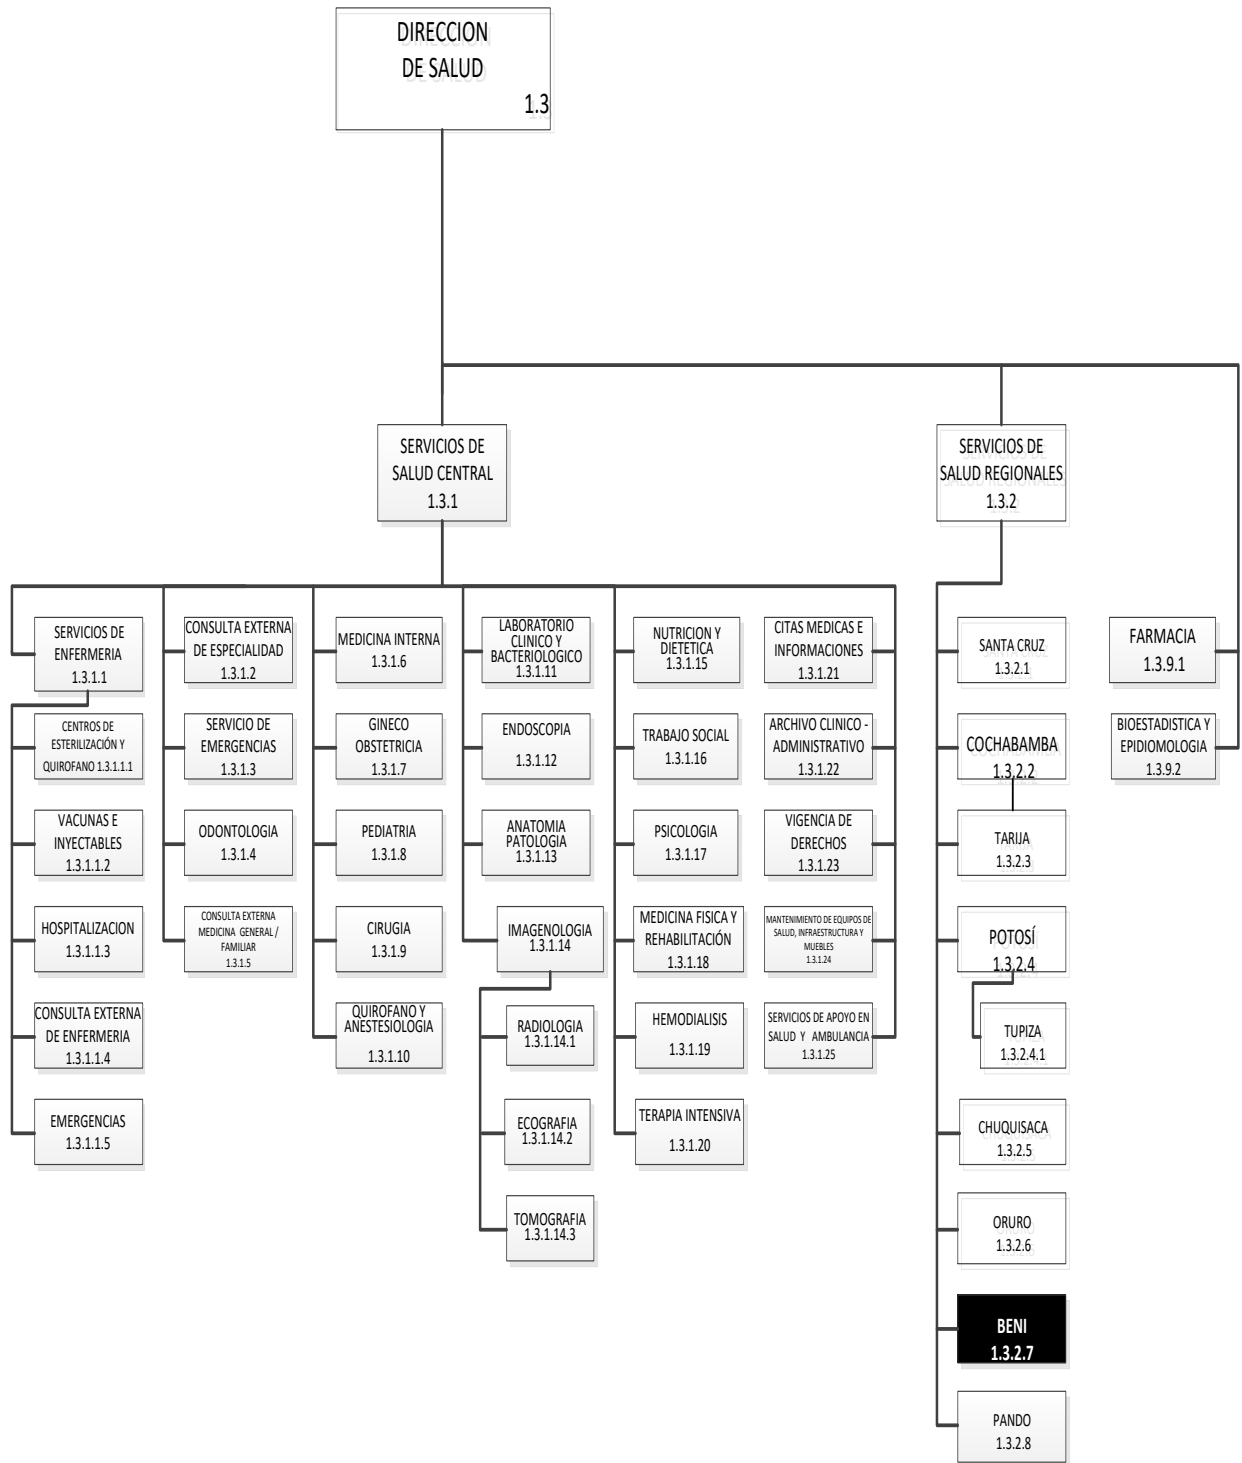 DIRECCION
DE SALUD
1.3
SERVICIOS DE
SALUD CENTRAL
1.3.1
SERVICIOS DE
SALUD REGIONALES
1.3.2
SERVICIOS DE
ENFERMERIA
1.3.1.1
CENTROS DE
ESTERILIZACIÓN Y
QUIROFANO 1.3.1.1.1
VACUNAS E
INYECTABLES
1.3.1.1.2
HOSPITALIZACION
1.3.1.1.3
CONSULTA EXTERNA
DE ENFERMERIA
1.3.1.1.4
EMERGENCIAS
1.3.1.1.5
CONSULTA EXTERNA
DE ESPECIALIDAD
1.3.1.2
SERVICIO DE
EMERGENCIAS
1.3.1.3
ODONTOLOGIA
1.3.1.4
CONSULTA EXTERNA
MEDICINA GENERAL /
FAMILIAR
1.3.1.5
MEDICINA INTERNA
1.3.1.6
GINECO
OBSTETRICIA
1.3.1.7
PEDIATRIA
1.3.1.8
CIRUGIA
1.3.1.9
QUIROFANO Y
ANESTESIOLOGIA
1.3.1.10
LABORATORIO
CLINICO Y
BACTERIOLOGICO
1.3.1.11
ENDOSCOPIA
1.3.1.12
ANATOMIA
PATOLOGIA
1.3.1.13
IMAGENOLOGIA
1.3.1.14
RADIOLOGIA
1.3.1.14.1
ECOGRAFIA
1.3.1.14.2
TOMOGRAFIA
1.3.1.14.3
NUTRICION Y
DIETETICA
1.3.1.15
TRABAJO SOCIAL
1.3.1.16
PSICOLOGIA
1.3.1.17
MEDICINA FISICA Y
REHABILITACIÓN
1.3.1.18
HEMODIALISIS
1.3.1.19
TERAPIA INTENSIVA
1.3.1.20
CITAS MEDICAS E
INFORMACIONES
1.3.1.21
ARCHIVO CLINICO -
ADMINISTRATIVO
1.3.1.22
VIGENCIA DE
DERECHOS
1.3.1.23
MANTENIMIENTO DE EQUIPOS DE
SALUD, INFRAESTRUCTURA Y
MUEBLES
1.3.1.24
SERVICIOS DE APOYO EN
SALUD Y AMBULANCIA
1.3.1.25
SANTA CRUZ
1.3.2.1
COCHABAMBA
1.3.2.2
TARIJA
1.3.2.3
POTOSÍ
1.3.2.4
TUPIZA
1.3.2.4.1
CHUQUISACA
1.3.2.5
ORURO
1.3.2.6
BENI
1.3.2.7
PANDO
1.3.2.8
FARMACIA
1.3.9.1
BIOESTADISTICA Y
EPIDIOMOLOGIA
1.3.9.2